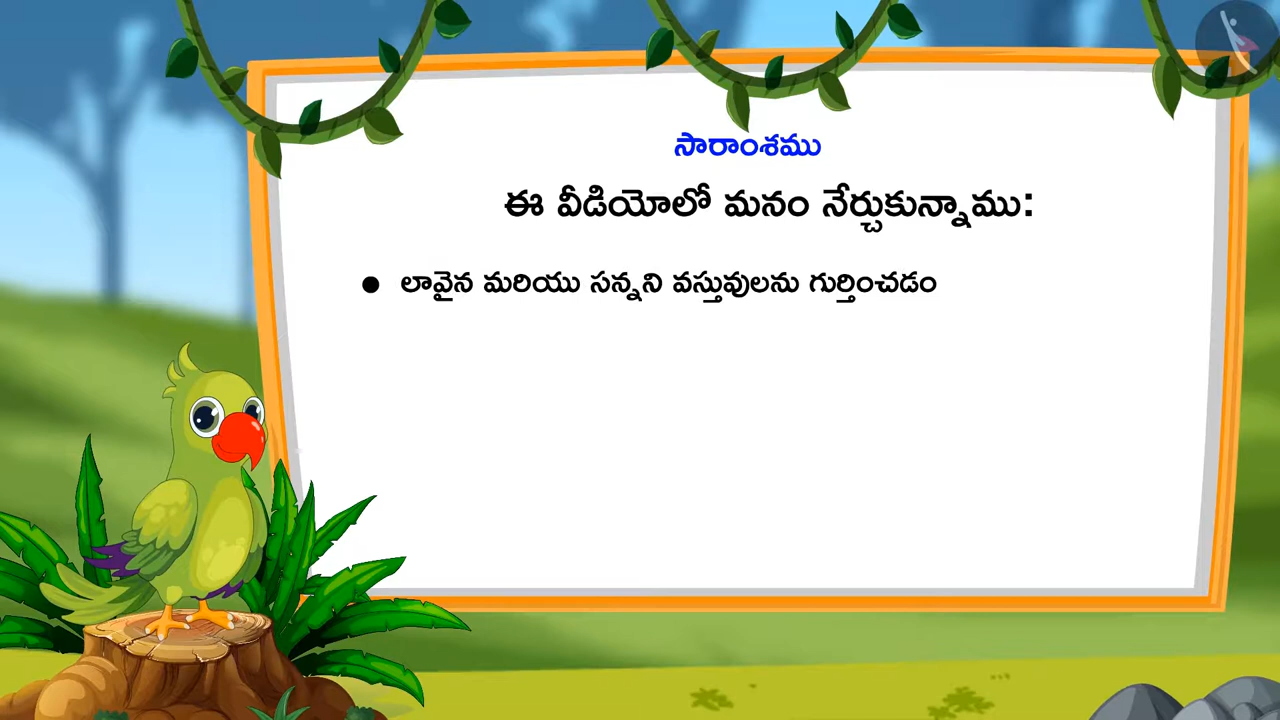 సారాంశము
ఈ వీడియోలో మనం నేర్చుకున్నాము:
● లావైన మరియు సన్నని వస్తువులను గుర్తించడం